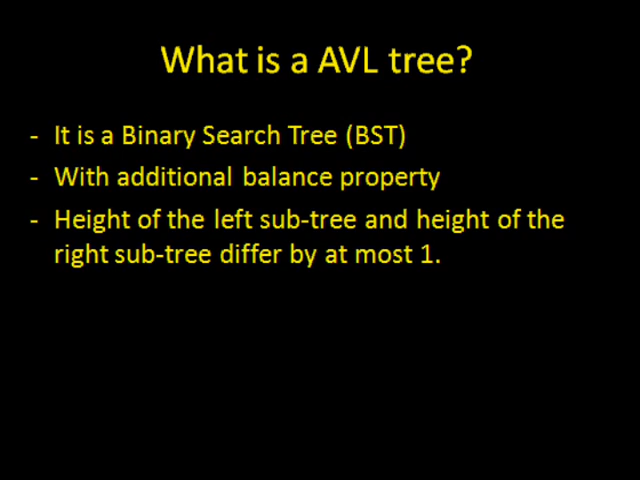 What is a AVL tree?
- It is a Binary Search Tree (BST)
- With additional balance property
- Height of the left sub-tree and height of the
right sub-tree differ by at most 1.